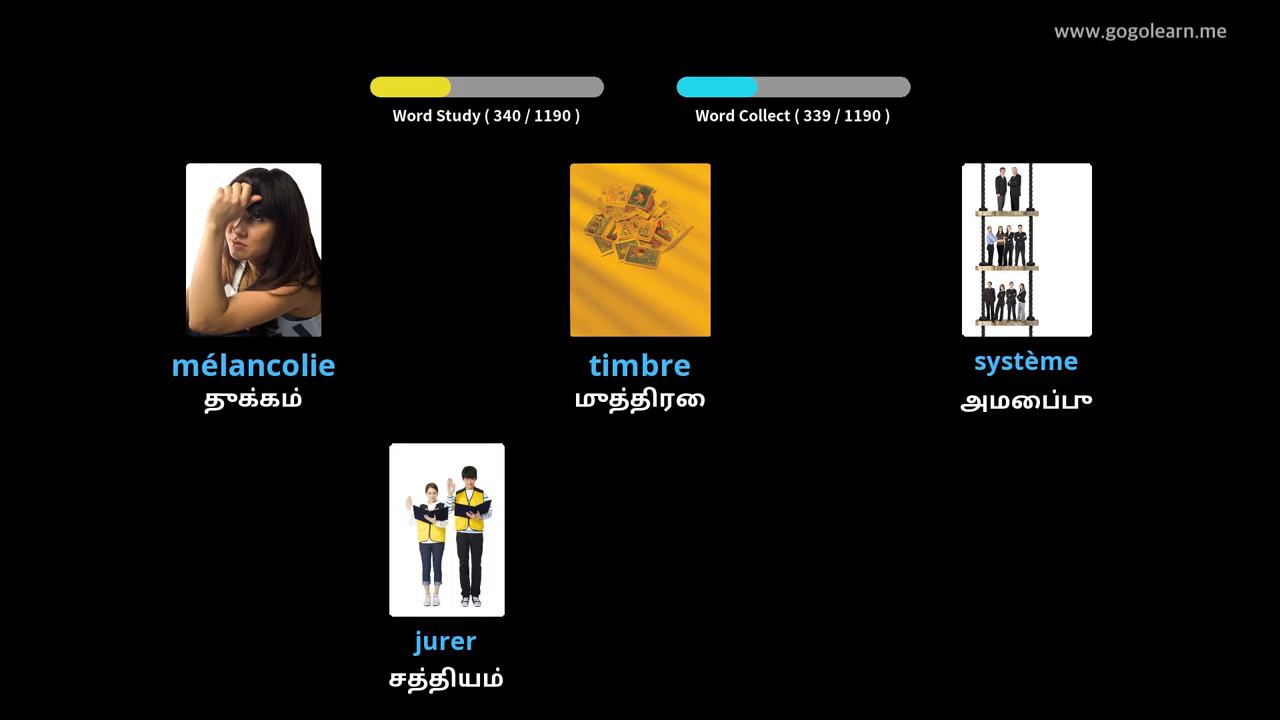 www.gogolearn.me
Word Study ( 340 / 1190 )
Word Collect ( 339 / 1190 )
mélancolie
துக்கம்
timbre
முத்திரை
système
அமைப்பு
jurer
சத்தியம்